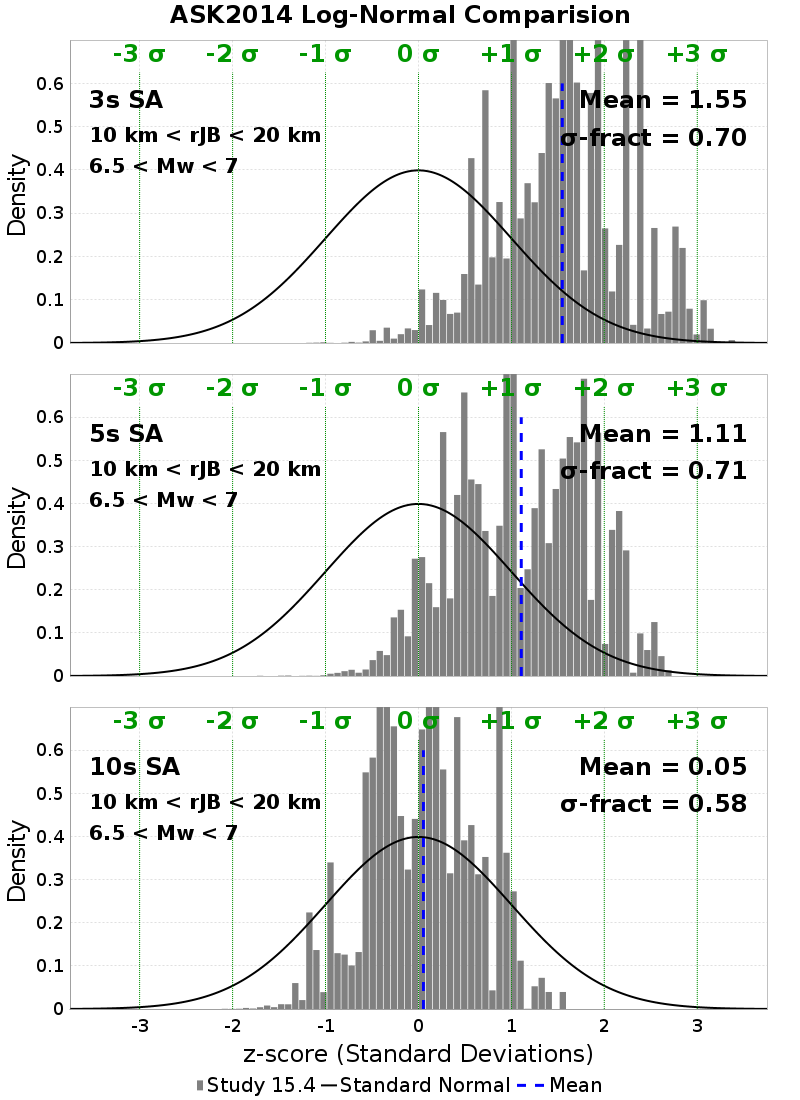 ASK2014 Log-Normal Comparision
-3 σ -2 σ -1 σ 0 σ +1 σ +2 σ +3 σ
3s SA
10 km < rJB < 20 km
6.5 < Mw < 7
Mean = 1.55
σ-fract = 0.70
0.6
0.5
0.4
0.3
0.2
0.1
0
Density
-3 σ -2 σ -1 σ 0 σ +1 σ +2 σ +3 σ
5s SA
10 km < rJB < 20 km
6.5 < Mw < 7
Mean = 1.11
σ-fract = 0.71
0.6
0.5
0.4
0.3
0.2
0.1
0
Density
-3 σ -2 σ -1 σ 0 σ +1 σ +2 σ +3 σ
10s SA
10 km < rJB < 20 km
6.5 < Mw < 7
Mean = 0.05
σ-fract = 0.58
0.6
0.5
0.4
0.3
0.2
0.1
0
Density
-3 -2 -1 0 1 2 3
z-score (Standard Deviations)
Study 15.4 Standard Normal Mean